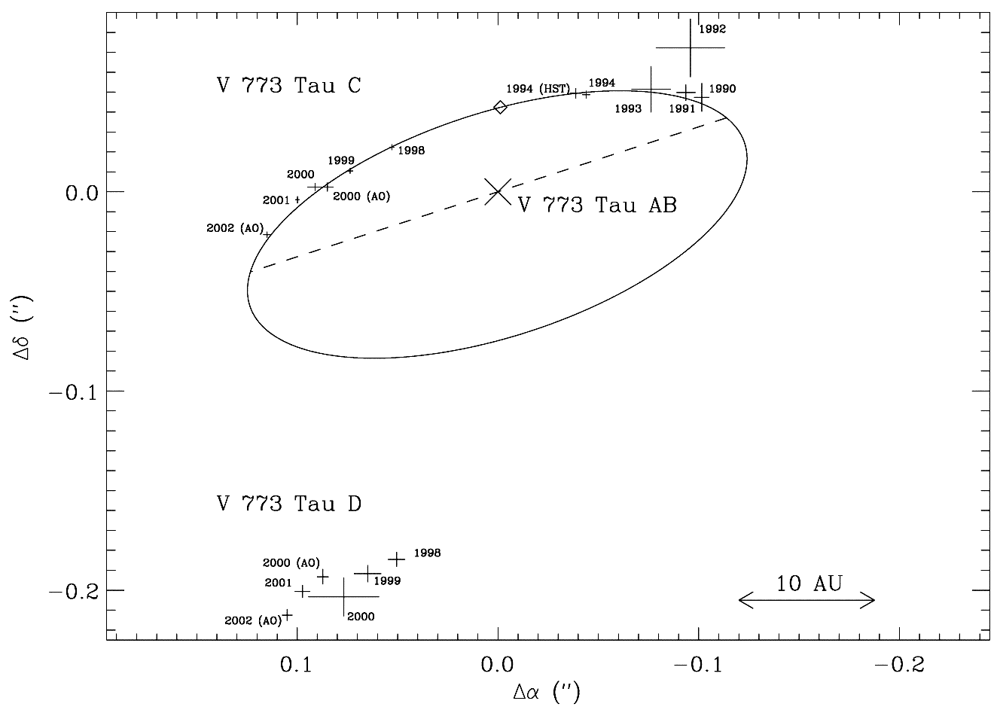 1992
V 773 Tau C
1994 (HST)
1994
1990
1993
1991
1998
1999
2000
2000 (AO)
2001
2002 (AO)
V 773 Tau AB
0.0
Δδ (″)
−0.1
V 773 Tau D
1998
2000 (AO)
1999
2001
2000
2002 (AO)
10 AU
−0.2
0.1
0.0
−0.1
−0.2
Δα (″)